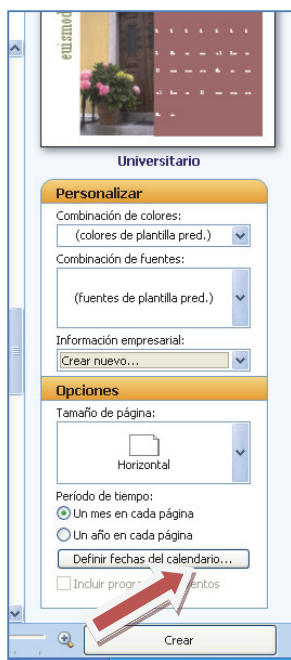 euismod
Universitario
Personalizar
Combinación de colores:
(colores de plantilla pred.)
Combinación de fuentes:
(fuentes de plantilla pred.)
Información empresarial:
Crear nuevo...
Opciones
Tamaño de página:
Horizontal
Período de tiempo:
Un mes en cada página
Un año en cada página
Definir fechas del calendario...
Incluir
Crear